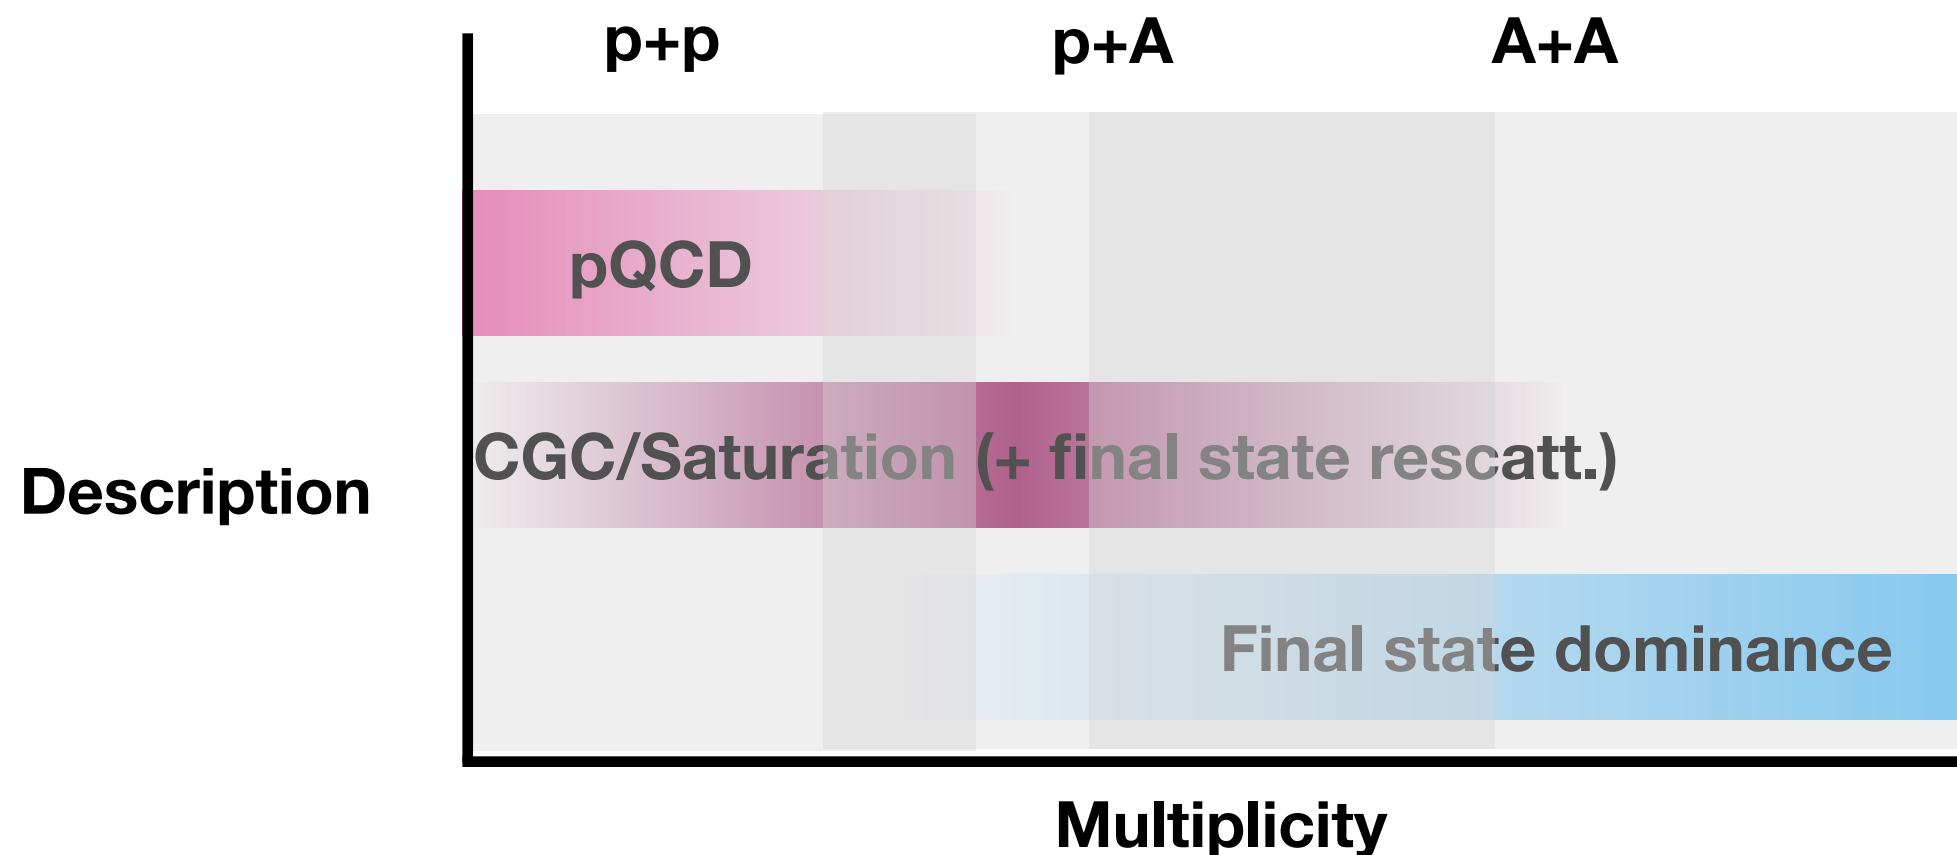 p+p p+A A+A
pQCD
CGC/Saturation (+ final state rescatt.)
Description
Final state dominance
Multiplicity